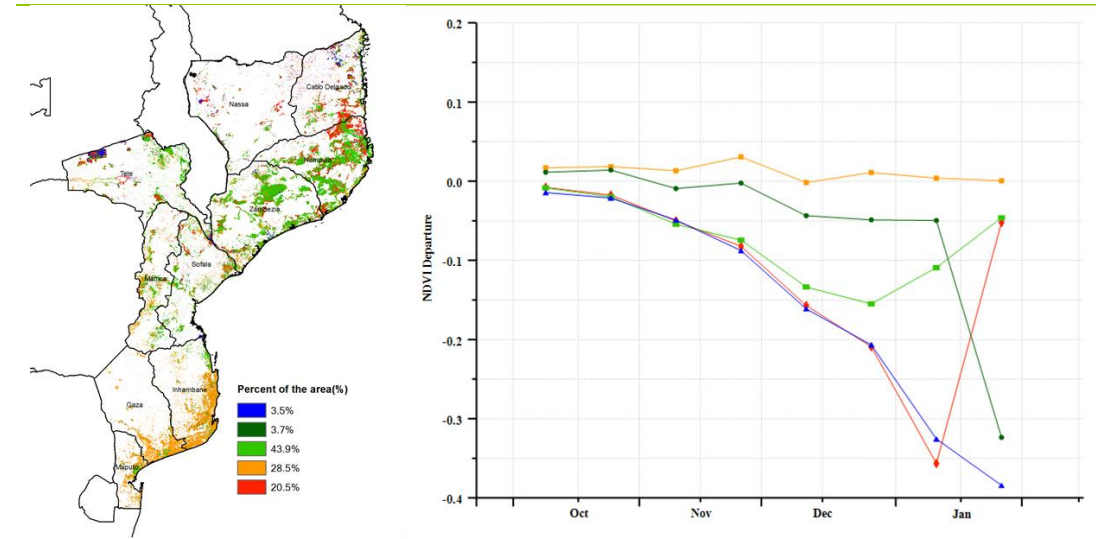 Cabo Delgado
Nassa
Nampula
Tete
Zambezia
Sofala
Manica
Inhambane
Gaza
Maputo
Percent of the area(%)
3.5%
3.7%
43.9%
28.5%
20.5%
NDVI Departure
0.2
0.1
0.0
-0.1
-0.2
-0.3
-0.4
Oct Nov Dec Jan